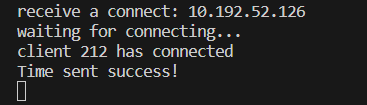 receive a connect: 10.192.52.126
waiting for connecting...
client 212 has connected
Time sent success!